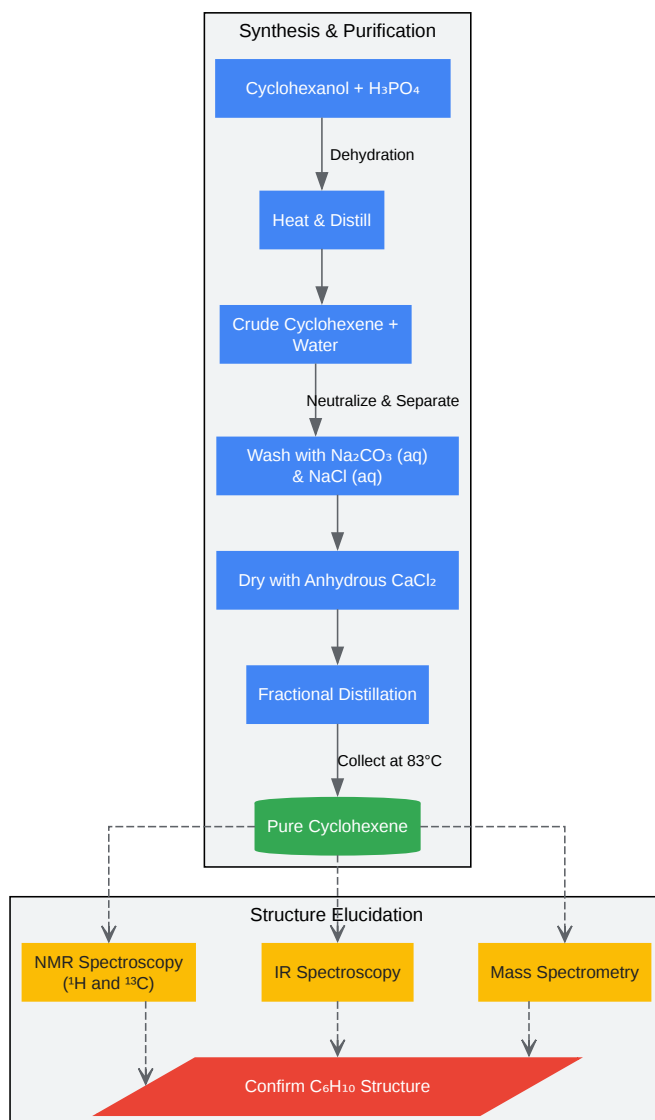 Synthesis & Purification
Cyclohexanol + H₃PO₄
Dehydration
Heat & Distill
Crude Cyclohexene +
Water
Neutralize & Separate
Wash with Na₂CO₃ (aq)
& NaCl (aq)
Dry with Anhydrous CaCl₂
Fractional Distillation
Collect at 83°C
Pure Cyclohexene
Structure Elucidation
NMR Spectroscopy
(¹H and ¹³C)
IR Spectroscopy
Mass Spectrometry
Confirm C₆H₁₀ Structure